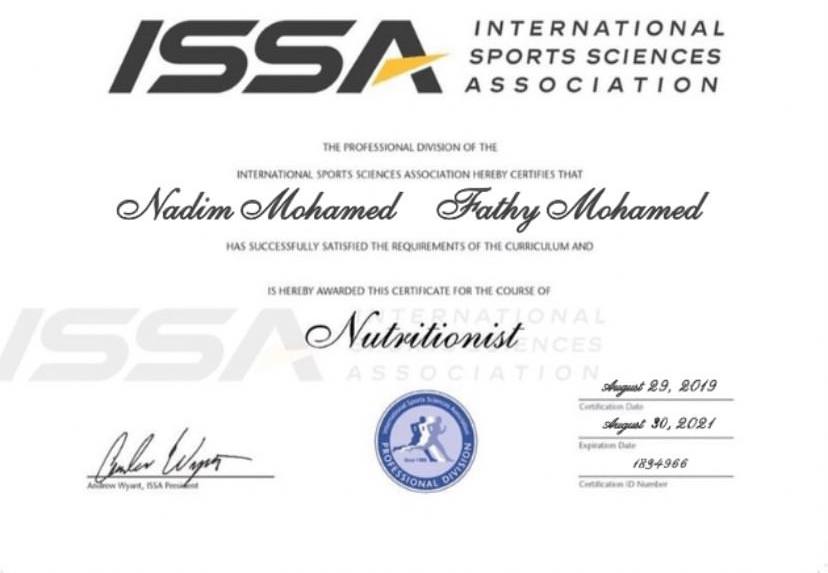 ISSA
INTERNATIONAL
SPORTS SCIENCES
ASSOCIATION
THE PROFESSIONAL DIVISION OF THE
INTERNATIONAL SPORTS SCIENCES ASSOCIATION HEREBY CERTIFIES THAT
Nadim Mohamed Fathy Mohamed
HAS SUCCESSFULLY SATISFIED THE REQUIREMENTS OF THE CURRICULUM AND
IS HEREBY AWARDED THIS CERTIFICATE FOR THE COURSE OF
ISSA
INTERNATIONAL
SCIENCES
ASSOCIATION
Nutritionist
August 29, 2019
Certification Date
August 30, 2021
Expiration Date
1894966
Certification ID Number
International Sports Sciences Association
Since 1988
PROFESSIONAL DIVISION
Andrew Wyant, ISSA President